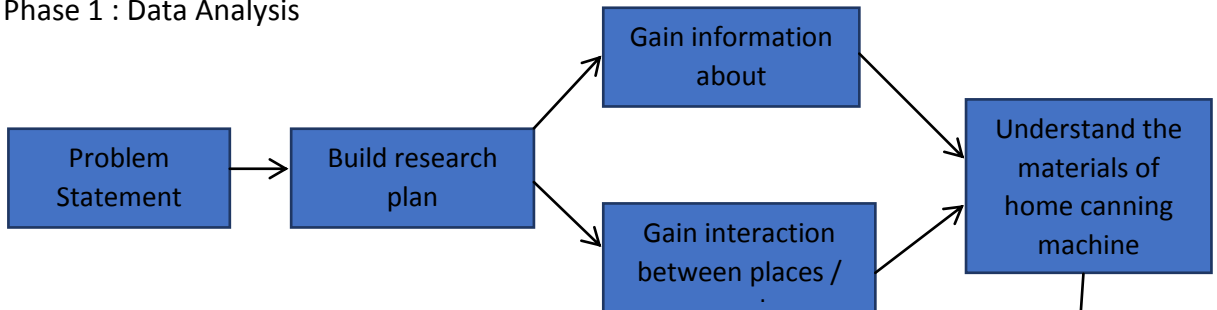 Phase 1 : Data Analysis
Problem
Statement
Build research
plan
Gain information
about
Gain interaction
between places /
Understand the
materials of
home canning
machine